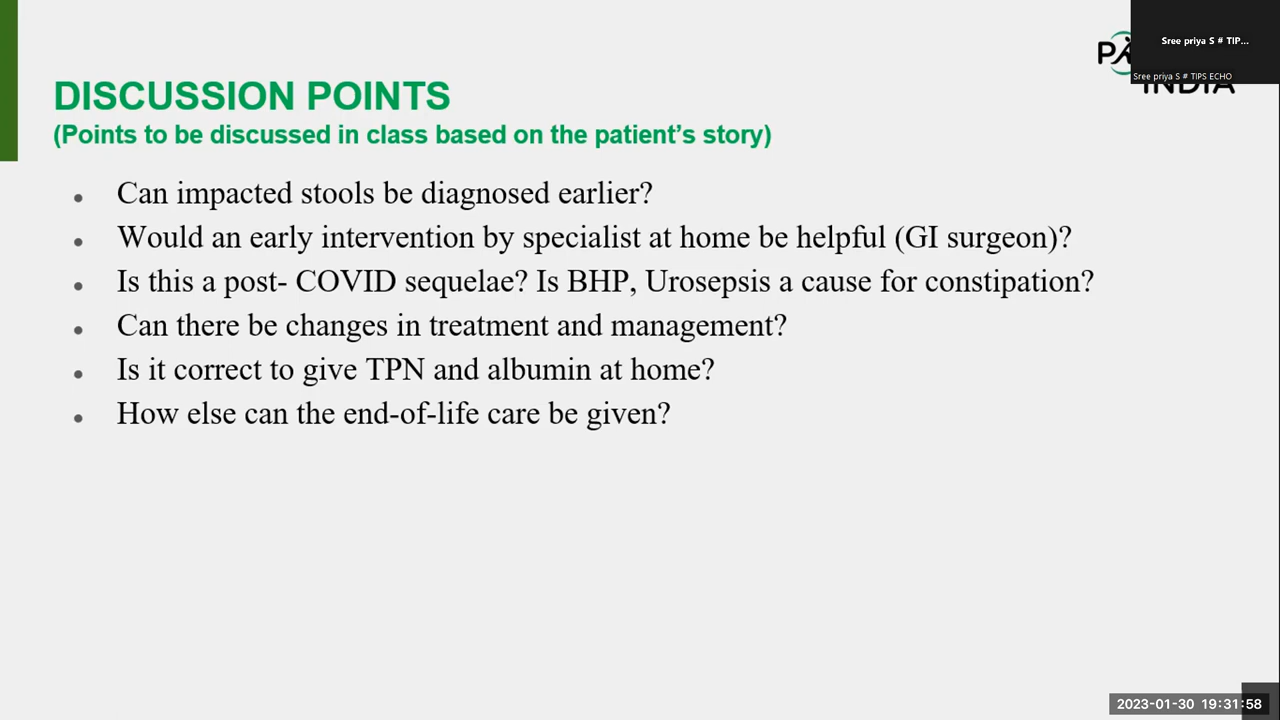 Sree priya S # TIP...
Sree priya S # TIPS ECHO
INDIA
DISCUSSION POINTS
(Points to be discussed in class based on the patient’s story)
• Can impacted stools be diagnosed earlier?
• Would an early intervention by specialist at home be helpful (GI surgeon)?
• Is this a post- COVID sequelae? Is BHP, Urosepsis a cause for constipation?
• Can there be changes in treatment and management?
• Is it correct to give TPN and albumin at home?
• How else can the end-of-life care be given?
2023-01-30 19:31:58